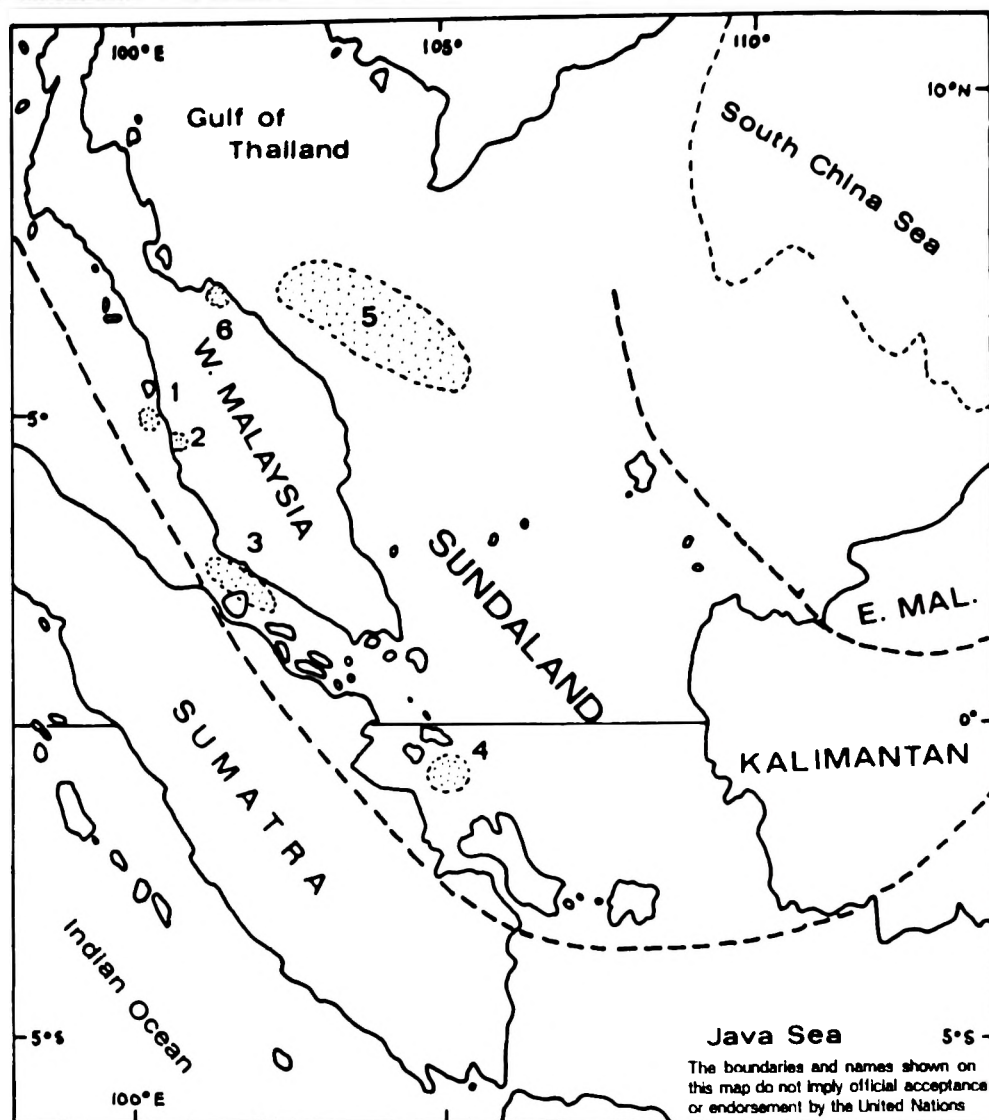 100°E
105°
110°
10°N
Gulf of
Thailand
South China Sea
5
6
W. MALAYSIA
1
5°
2
3
SUNDALAND
E. MAL.
SUMATRA
0°
4
KALIMANTAN
Indian Ocean
Java Sea
5°S
5°S
The boundaries and names shown on
this map do not imply official acceptance
or endorsement by the United Nations
100°E